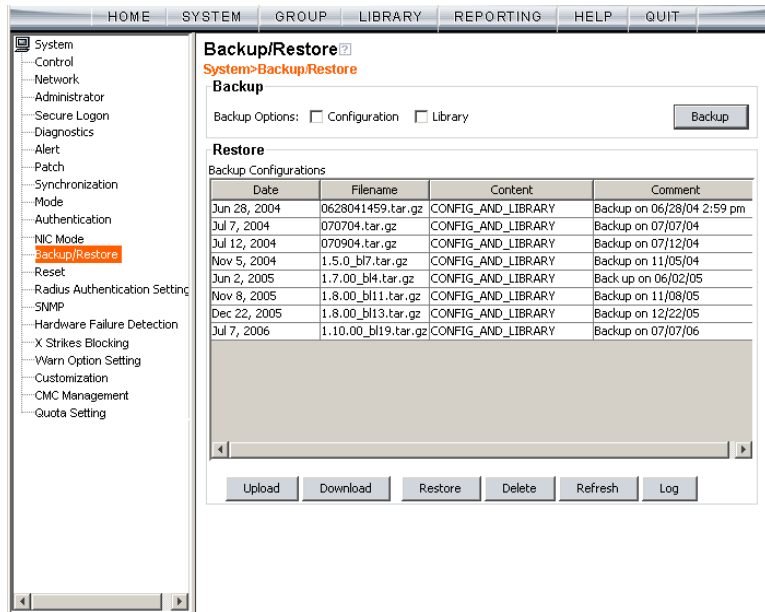 HOME SYSTEM GROUP LIBRARY REPORTING HELP QUIT
System
Control
Network
Administrator
Secure Logon
Diagnostics
Alert
Patch
Synchronization
Mode
Authentication
NIC Mode
Backup/Restore
Reset
Radius Authentication Setting
SNMP
Hardware Failure Detection
X Strikes Blocking
Warn Option Setting
Customization
CMC Management
Quota Setting
Backup/Restore ?
System>Backup/Restore
Backup
Backup Options: Configuration Library Backup
Restore
Backup Configurations
Date Filename Content Comment
Jun 28, 2004 0628041459.tar.gz CONFIG_AND_LIBRARY Backup on 06/28/04 2:59 pm
Jul 7, 2004 070704.tar.gz CONFIG_AND_LIBRARY Backup on 07/07/04
Jul 12, 2004 070904.tar.gz CONFIG_AND_LIBRARY Backup on 07/12/04
Nov 5, 2004 1.5.0_bl7.tar.gz CONFIG_AND_LIBRARY Backup on 11/05/04
Jun 2, 2005 1.7.00_bl4.tar.gz CONFIG_AND_LIBRARY Back up on 06/02/05
Nov 8, 2005 1.8.00_bl11.tar.gz CONFIG_AND_LIBRARY Backup on 11/08/05
Dec 22, 2005 1.8.00_bl13.tar.gz CONFIG_AND_LIBRARY Backup on 12/22/05
Jul 7, 2006 1.10.00_bl19.tar.gz CONFIG_AND_LIBRARY Backup on 07/07/06
Upload Download Restore Delete Refresh Log